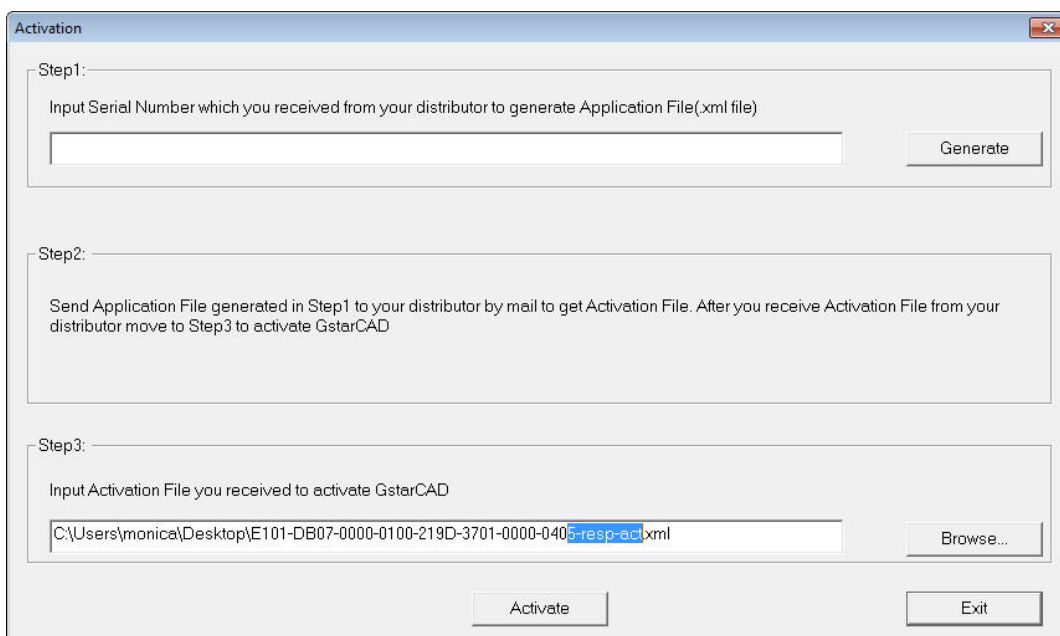 Activation
Step1:
Input Serial Number which you received from your distributor to generate Application File(.xml file)
Generate
Step2:
Send Application File generated in Step1 to your distributor by mail to get Activation File. After you receive Activation File from your
distributor move to Step3 to activate GstarCAD
Step3:
Input Activation File you received to activate GstarCAD
C:\Users\monica\Desktop\E101-DB07-0000-0100-219D-3701-0000-0405-resp-act.xml
Browse...
Activate
Exit